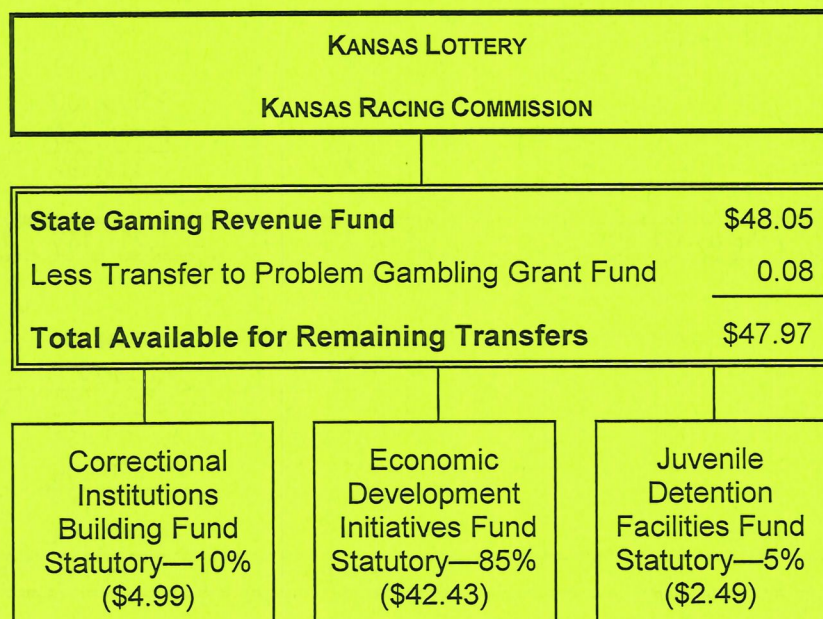 KANSAS LOTTERY
KANSAS RACING COMMISSION
State Gaming Revenue Fund $48.05
Less Transfer to Problem Gambling Grant Fund 0.08
Total Available for Remaining Transfers $47.97
Correctional
Institutions
Building Fund
Statutory—10%
($4.99)
Economic
Development
Initiatives Fund
Statutory—85%
($42.43)
Juvenile
Detention
Facilities Fund
Statutory—5%
($2.49)